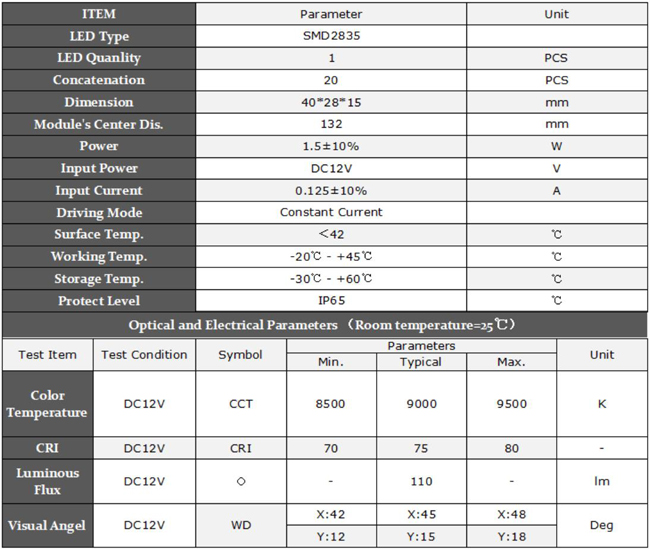 ITEM Parameter Unit
LED Type SMD2835
LED Quanlity 1 PCS
Concatenation 20 PCS
Dimension 40*28*15 mm
Module's Center Dis. 132 mm
Power 1.5±10% W
Input Power DC12V V
Input Current 0.125±10% A
Driving Mode Constant Current
Surface Temp. ＜42 ℃
Working Temp. -20℃ - +45℃ ℃
Storage Temp. -30℃ - +60℃ ℃
Protect Level IP65 ℃
Optical and Electrical Parameters （Room temperature=25℃）
Test Item Test Condition Symbol Parameters Unit
Min. Typical Max.
Color
Temperature DC12V CCT 8500 9000 9500 K
CRI DC12V CRI 70 75 80 -
Luminous
Flux DC12V ◇ - 110 - lm
Visual Angel DC12V WD X:42 X:45 X:48 Deg
Y:12 Y:15 Y:18